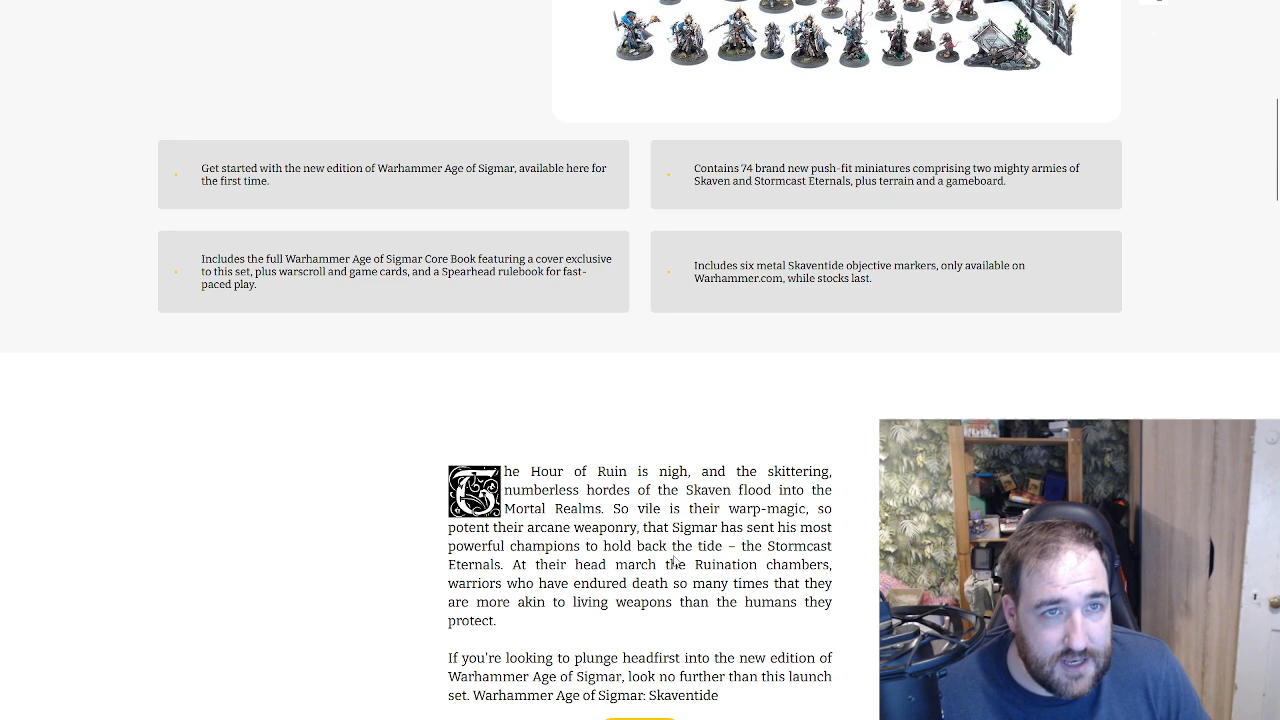 Get started with the new edition of Warhammer Age of Sigmar, available here for
the first time.
Contains 74 brand new push-fit miniatures comprising two mighty armies of
Skaven and Stormcast Eternals, plus terrain and a gameboard.
Includes the full Warhammer Age of Sigmar Core Book featuring a cover exclusive
to this set, plus warscroll and game cards, and a Spearhead rulebook for fast-
paced play.
Includes six metal Skaventide objective markers, only available on
Warhammer.com, while stocks last.
The Hour of Ruin is nigh, and the skittering,
numberless hordes of the Skaven flood into the
Mortal Realms. So vile is their warp-magic, so
potent their arcane weaponry, that Sigmar has sent his most
powerful champions to hold back the tide – the Stormcast
Eternals. At their head march the Ruination chambers,
warriors who have endured death so many times that they
are more akin to living weapons than the humans they
protect.
If you're looking to plunge headfirst into the new edition of
Warhammer Age of Sigmar, look no further than this launch
set. Warhammer Age of Sigmar: Skaventide